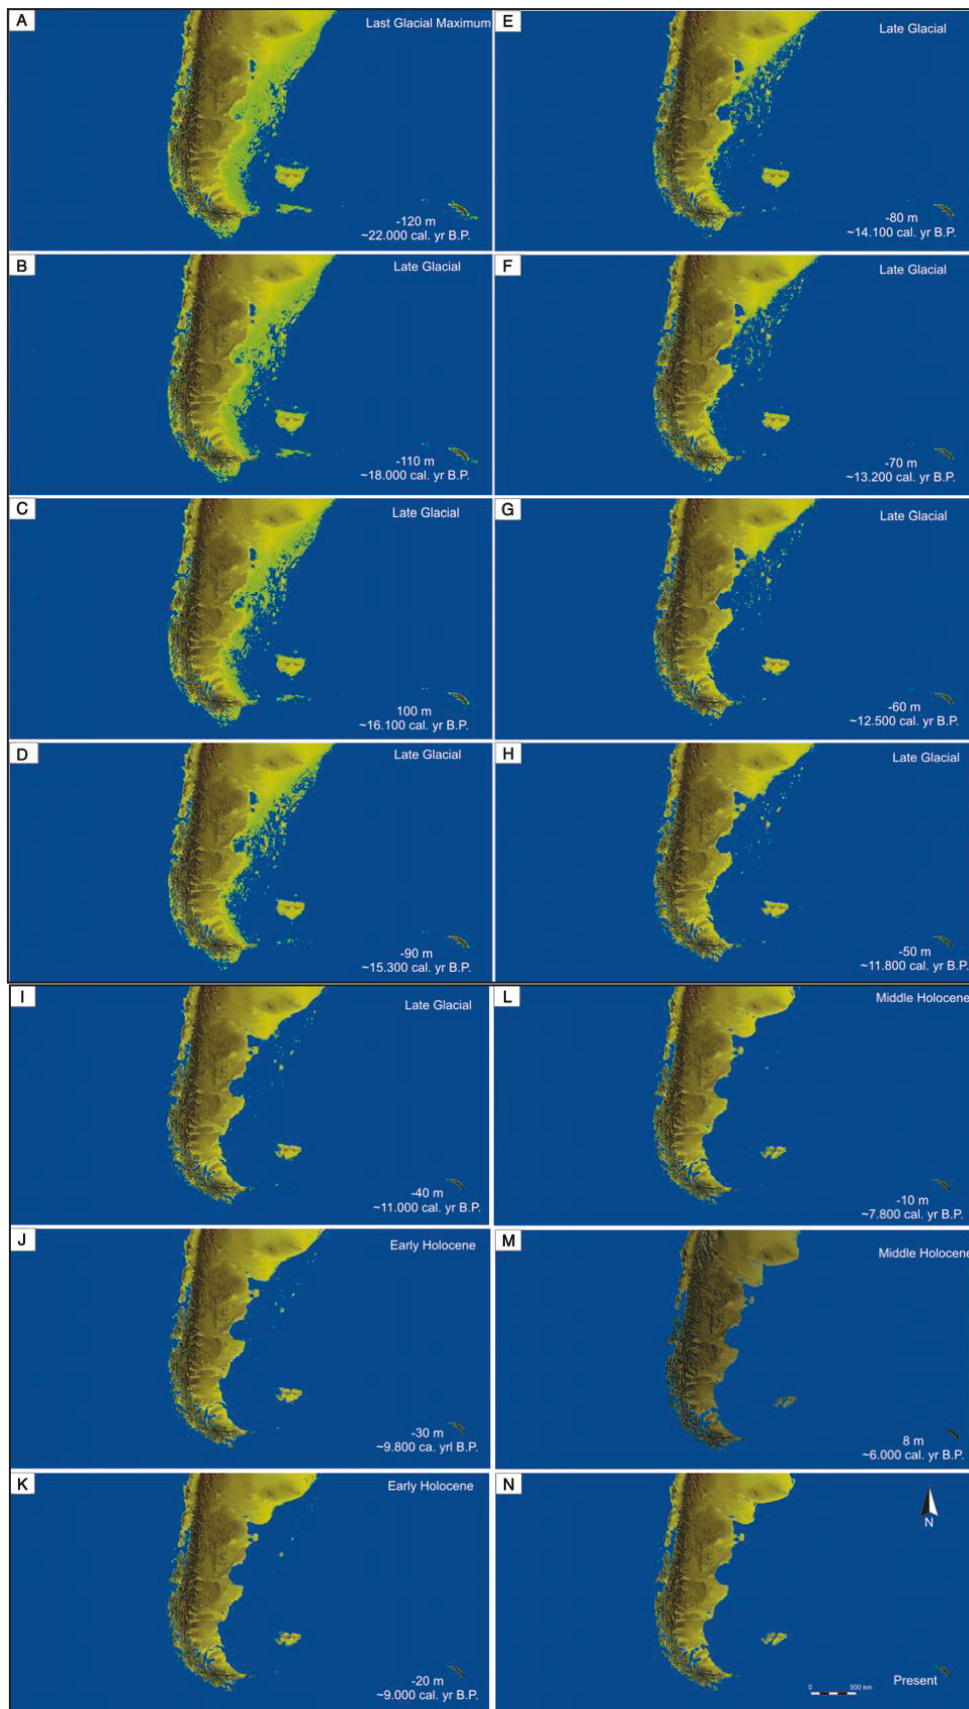 A
Last Glacial Maximum
-120 m
~22.000 cal. yr B.P.
B
Late Glacial
-110 m
~18.000 cal. yr B.P.
C
Late Glacial
100 m
~16.100 cal. yr B.P.
D
Late Glacial
-90 m
~15.300 cal. yr B.P.
E
Late Glacial
-80 m
~14.100 cal. yr B.P.
F
Late Glacial
-70 m
~13.200 cal. yr B.P.
G
Late Glacial
-60 m
~12.500 cal. yr B.P.
H
Late Glacial
-50 m
~11.800 cal. yr B.P.
I
Late Glacial
-40 m
~11.000 cal. yr B.P.
J
Early Holocene
-30 m
~9.800 ca. yrl B.P.
K
Early Holocene
-20 m
~9.000 cal. yr B.P.
L
Middle Holocene
-10 m
~7.800 cal. yr B.P.
M
Middle Holocene
8 m
~6.000 cal. yr B.P.
N
N
0 500 km
Present